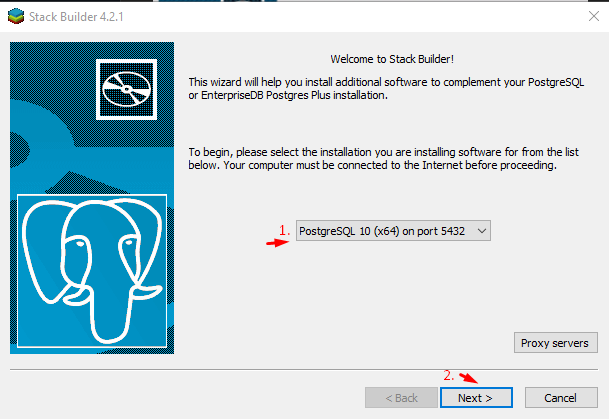 Stack Builder 4.2.1
Welcome to Stack Builder!
This wizard will help you install additional software to complement your PostgreSQL
or EnterpriseDB Postgres Plus installation.
To begin, please select the installation you are installing software for from the list
below. Your computer must be connected to the Internet before proceeding.
1. PostgreSQL 10 (x64) on port 5432
Proxy servers
2.
< Back Next > Cancel